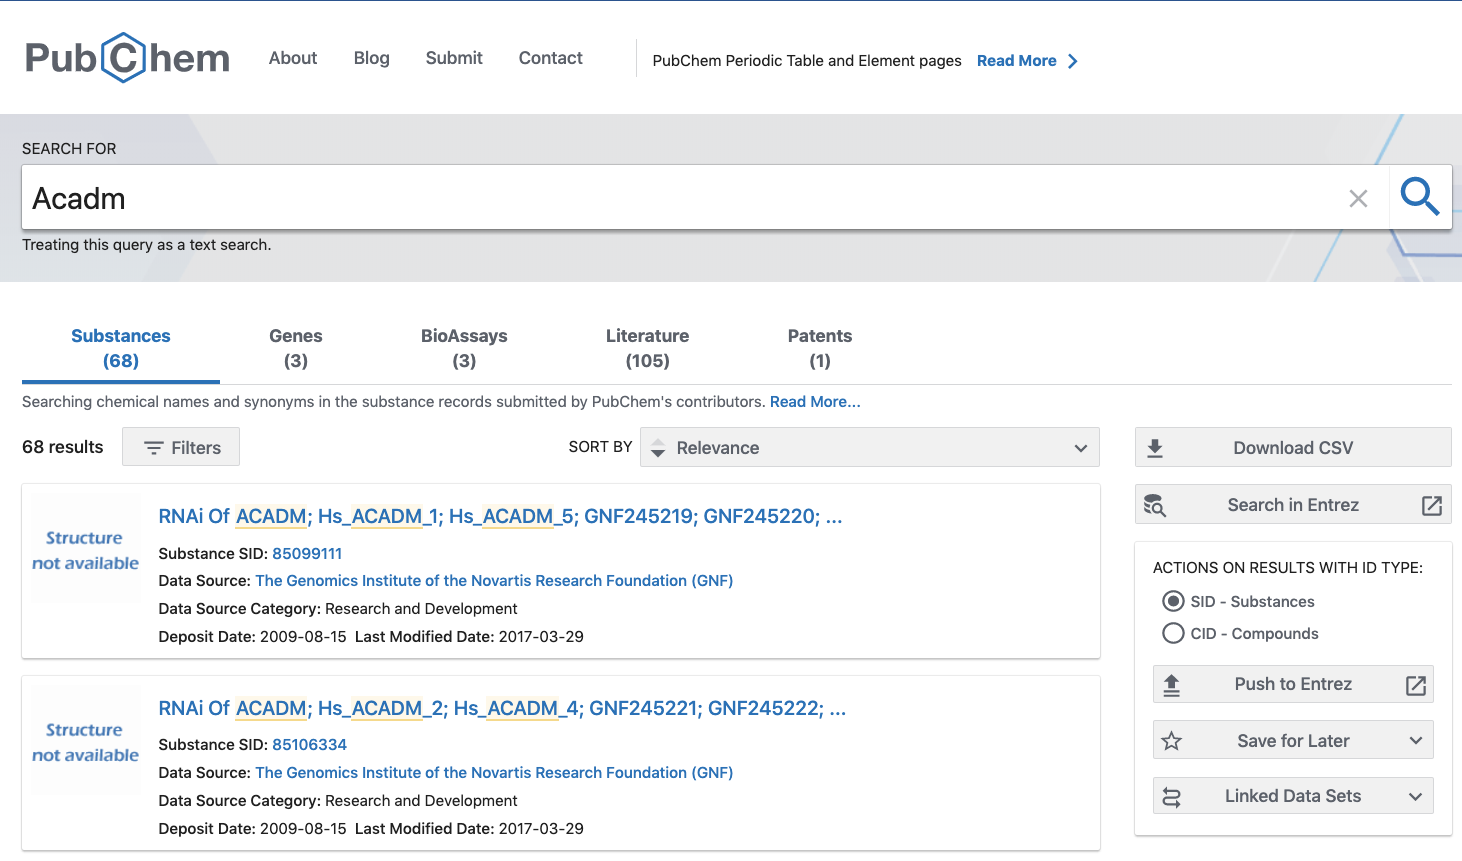 PubChem About Blog Submit Contact PubChem Periodic Table and Element pages Read More
SEARCH FOR
Acadm
Treating this query as a text search.
Substances Genes BioAssays Literature Patents
(68) (3) (3) (105) (1)
Searching chemical names and synonyms in the substance records submitted by PubChem's contributors. Read More...
68 results Filters SORT BY Relevance
Structure
not available
RNAi Of ACADM; Hs_ACADM_1; Hs_ACADM_5; GNF245219; GNF245220; ...
Substance SID: 85099111
Data Source: The Genomics Institute of the Novartis Research Foundation (GNF)
Data Source Category: Research and Development
Deposit Date: 2009-08-15 Last Modified Date: 2017-03-29
Structure
not available
RNAi Of ACADM; Hs_ACADM_2; Hs_ACADM_4; GNF245221; GNF245222; ...
Substance SID: 85106334
Data Source: The Genomics Institute of the Novartis Research Foundation (GNF)
Data Source Category: Research and Development
Deposit Date: 2009-08-15 Last Modified Date: 2017-03-29
Download CSV
Search in Entrez
ACTIONS ON RESULTS WITH ID TYPE:
SID - Substances
CID - Compounds
Push to Entrez
Save for Later
Linked Data Sets